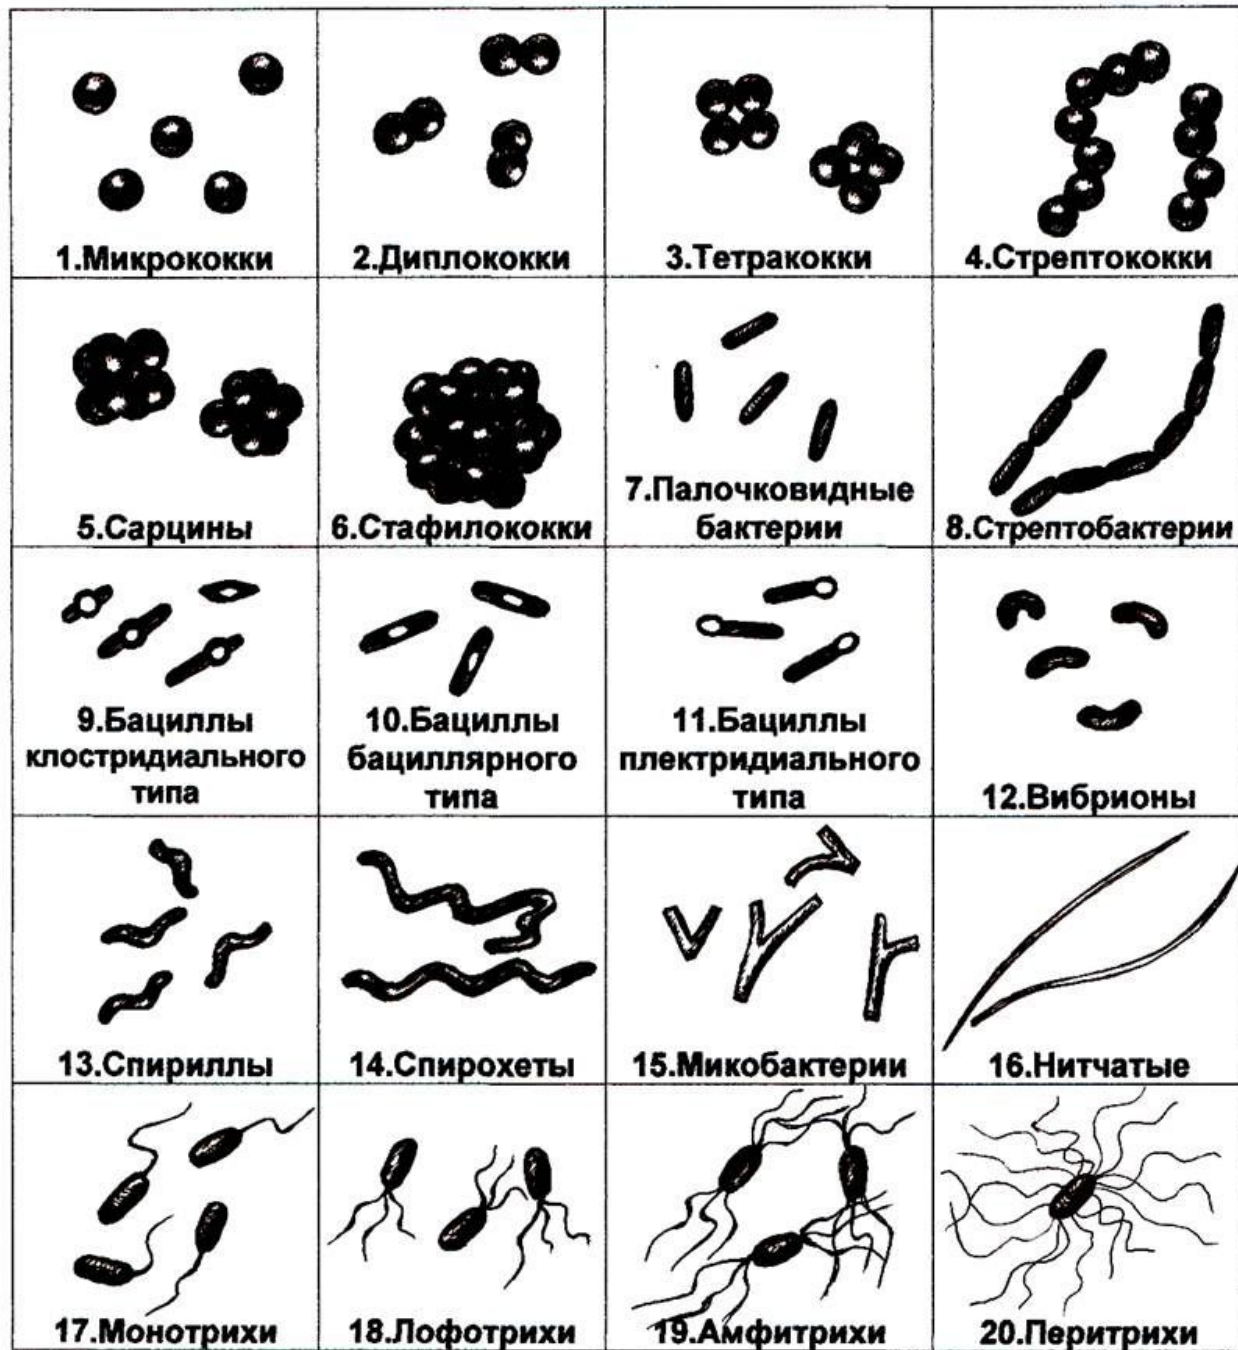 1.Микрококки
2.Диплококки
3.Тетракокки
4.Стрептококки
5.Сарцины
6.Стафилококки
7.Палочковидные
бактерии
8.Стрептобактерии
9.Бациллы
клостридиального
типа
10.Бациллы
бациллярного
типа
11.Бациллы
плектридиального
типа
12.Вибрионы
13.Спириллы
14.Спирохеты
15.Микобактерии
16.Нитчатые
17.Монотрихи
18.Лофотрихи
19.Амфитрихи
20.Перитрихи